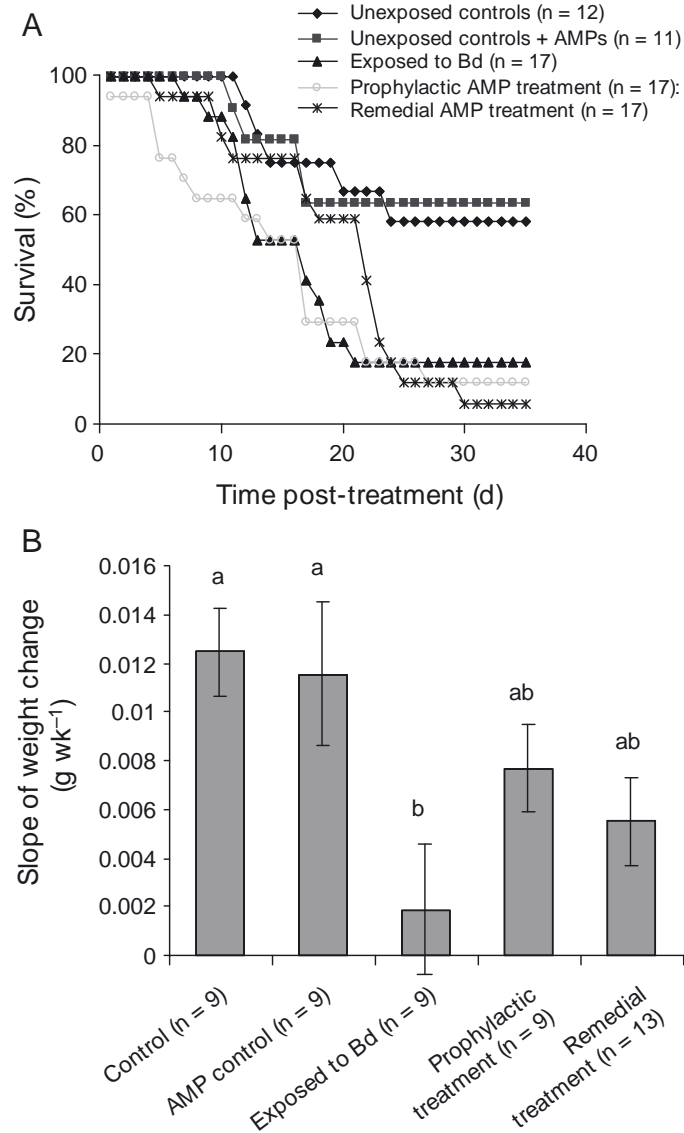 A
Unexposed controls (n = 12)
Unexposed controls + AMPs (n = 11)
Exposed to Bd (n = 17)
Prophylactic AMP treatment (n = 17):
Remedial AMP treatment (n = 17)
100
80
60
40
20
0
Survival (%)
0 10 20 30 40
Time post-treatment (d)
B
0.016
0.014
0.012
0.01
0.008
0.006
0.004
0.002
0
Slope of weight change
(g wk⁻¹)
a
a
b
ab
ab
Control (n = 9)
AMP control (n = 9)
Exposed to Bd (n = 9)
Prophylactic
treatment (n = 9)
Remedial
treatment (n = 13)